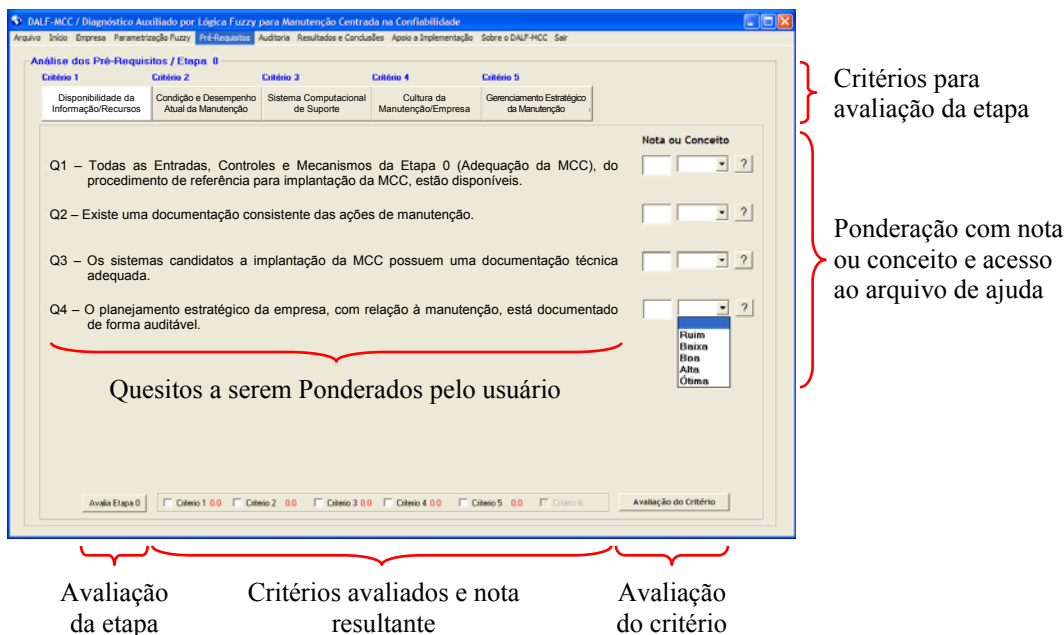 DALF-MCC / Diagnóstico Auxiliado por Lógica Fuzzy para Manutenção Centrada na Confiabilidade
Arquivo Início Empresa Parametrização Fuzzy Pré-Requisitos Auditoria Resultados e Conclusões Apoio a Implementação Sobre o DALF-MCC Sair
Análise dos Pré-Requisitos / Etapa 0
Critério 1 Critério 2 Critério 3 Critério 4 Critério 5
Disponibilidade da Informação/Recursos
Condição e Desempenho Atual da Manutenção
Sistema Computacional de Suporte
Cultura da Manutenção/Empresa
Gerenciamento Estratégico da Manutenção
Critérios para
avaliação da etapa
Nota ou Conceito
Q1 – Todas as Entradas, Controles e Mecanismos da Etapa 0 (Adequação da MCC), do
procedimento de referência para implantação da MCC, estão disponíveis.
?
Q2 – Existe uma documentação consistente das ações de manutenção.
?
Q3 – Os sistemas candidatos a implantação da MCC possuem uma documentação técnica
adequada.
?
Q4 – O planejamento estratégico da empresa, com relação à manutenção, está documentado
de forma auditável.
?
Ruim
Baixa
Boa
Alta
Ótima
Ponderação com nota
ou conceito e acesso
ao arquivo de ajuda
Quesitos a serem Ponderados pelo usuário
Avalia Etapa 0 Criterio 1 0.0 Criterio 2 0.0 Criterio 3 0.0 Criterio 4 0.0 Criterio 5 0.0 Criterio 6 Avaliação do Critério
Avaliação
da etapa
Critérios avaliados e nota
resultante
Avaliação
do critério